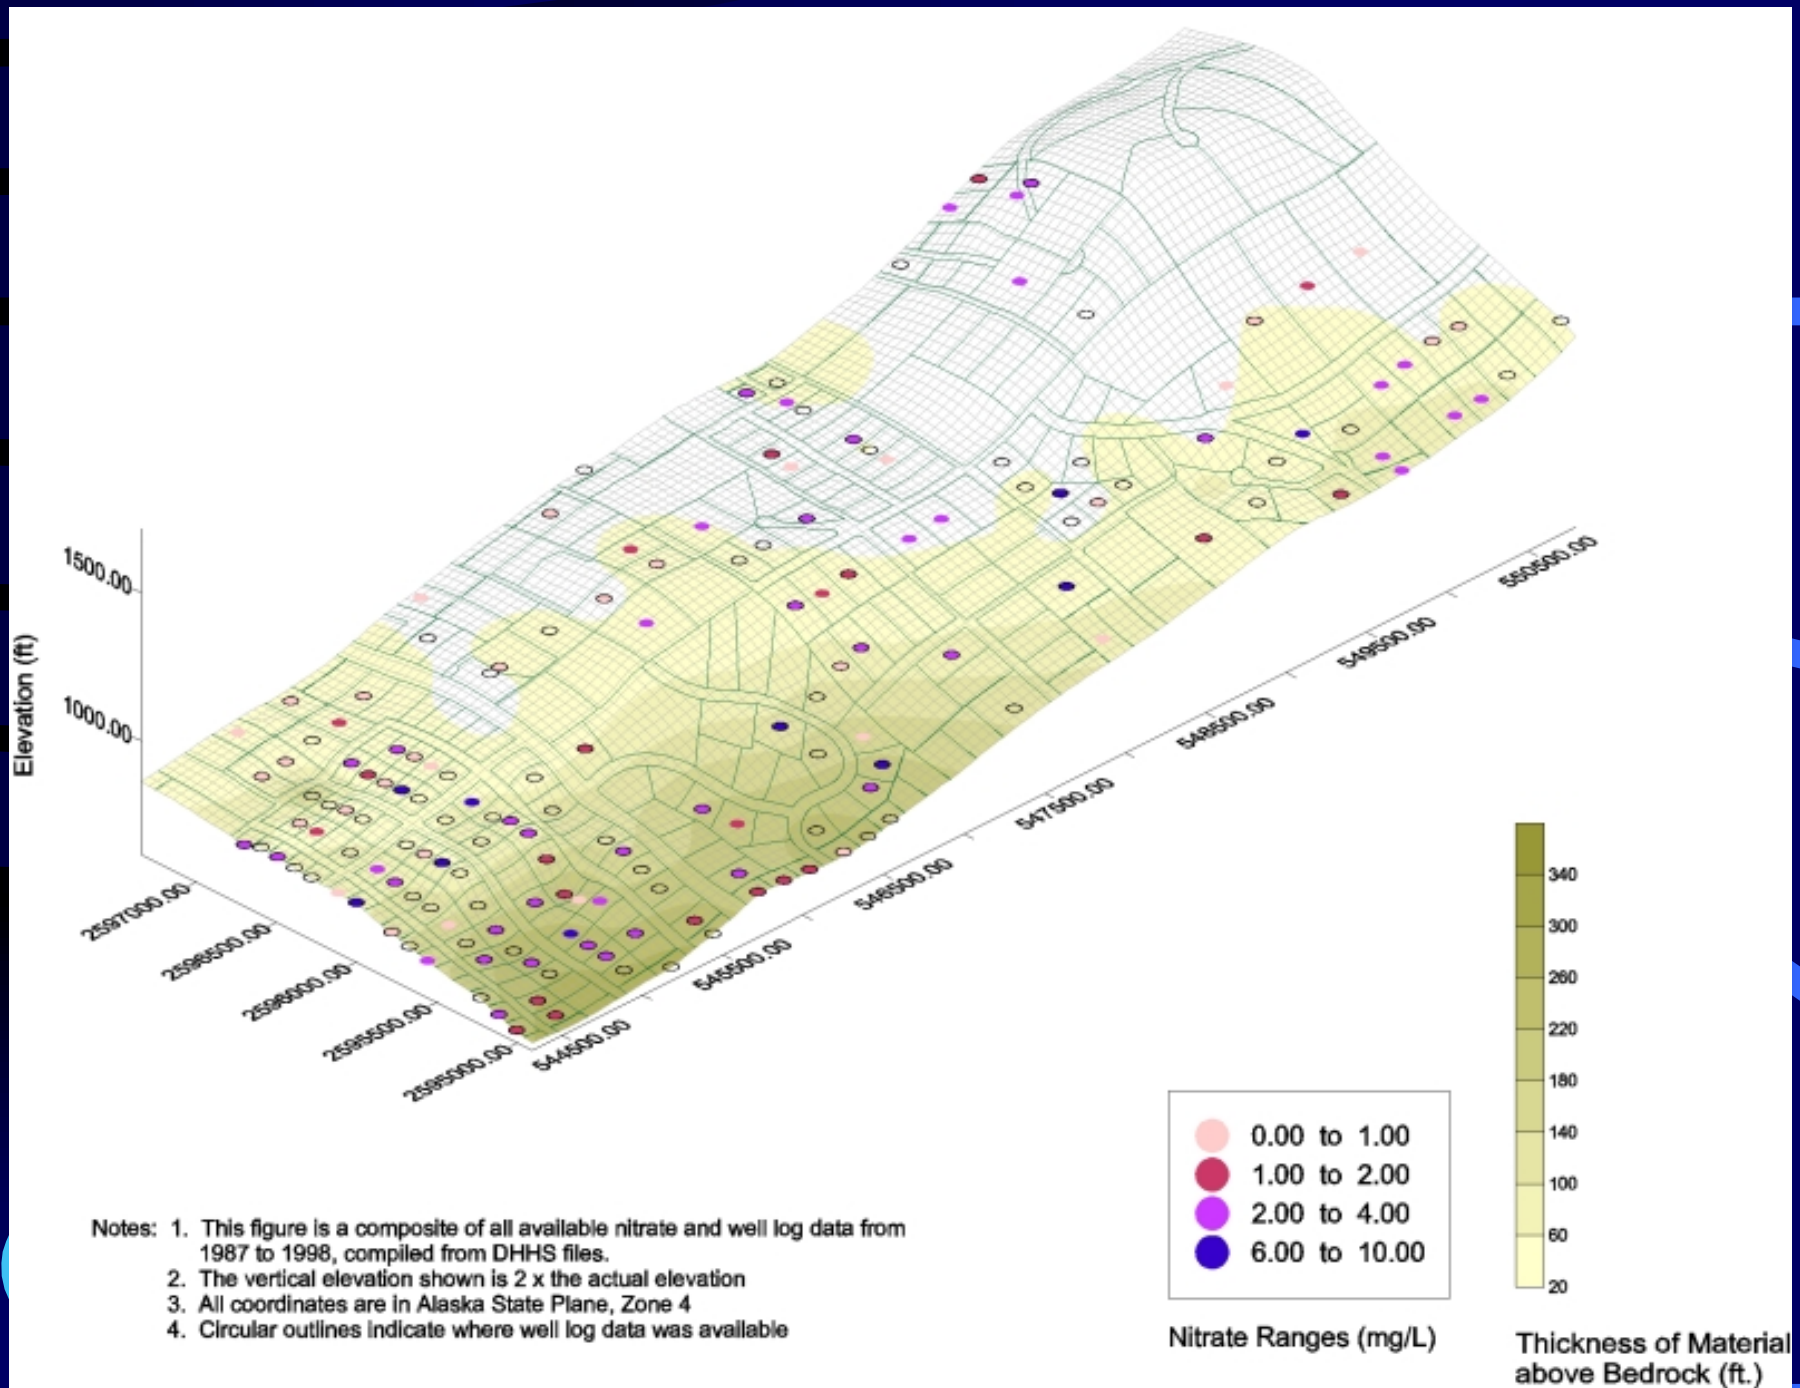 1500.00
1000.00
Elevation (ft)
2597000.00
2596500.00
2596000.00
2595500.00
2595000.00
544500.00
545500.00
546500.00
547500.00
548500.00
549500.00
550500.00
340
300
260
220
180
140
100
60
20
0.00 to 1.00
1.00 to 2.00
2.00 to 4.00
6.00 to 10.00
Nitrate Ranges (mg/L)
Thickness of Material
above Bedrock (ft.)
Notes: 1. This figure is a composite of all available nitrate and well log data from
1987 to 1998, compiled from DHHS files.
2. The vertical elevation shown is 2 x the actual elevation
3. All coordinates are in Alaska State Plane, Zone 4
4. Circular outlines indicate where well log data was available